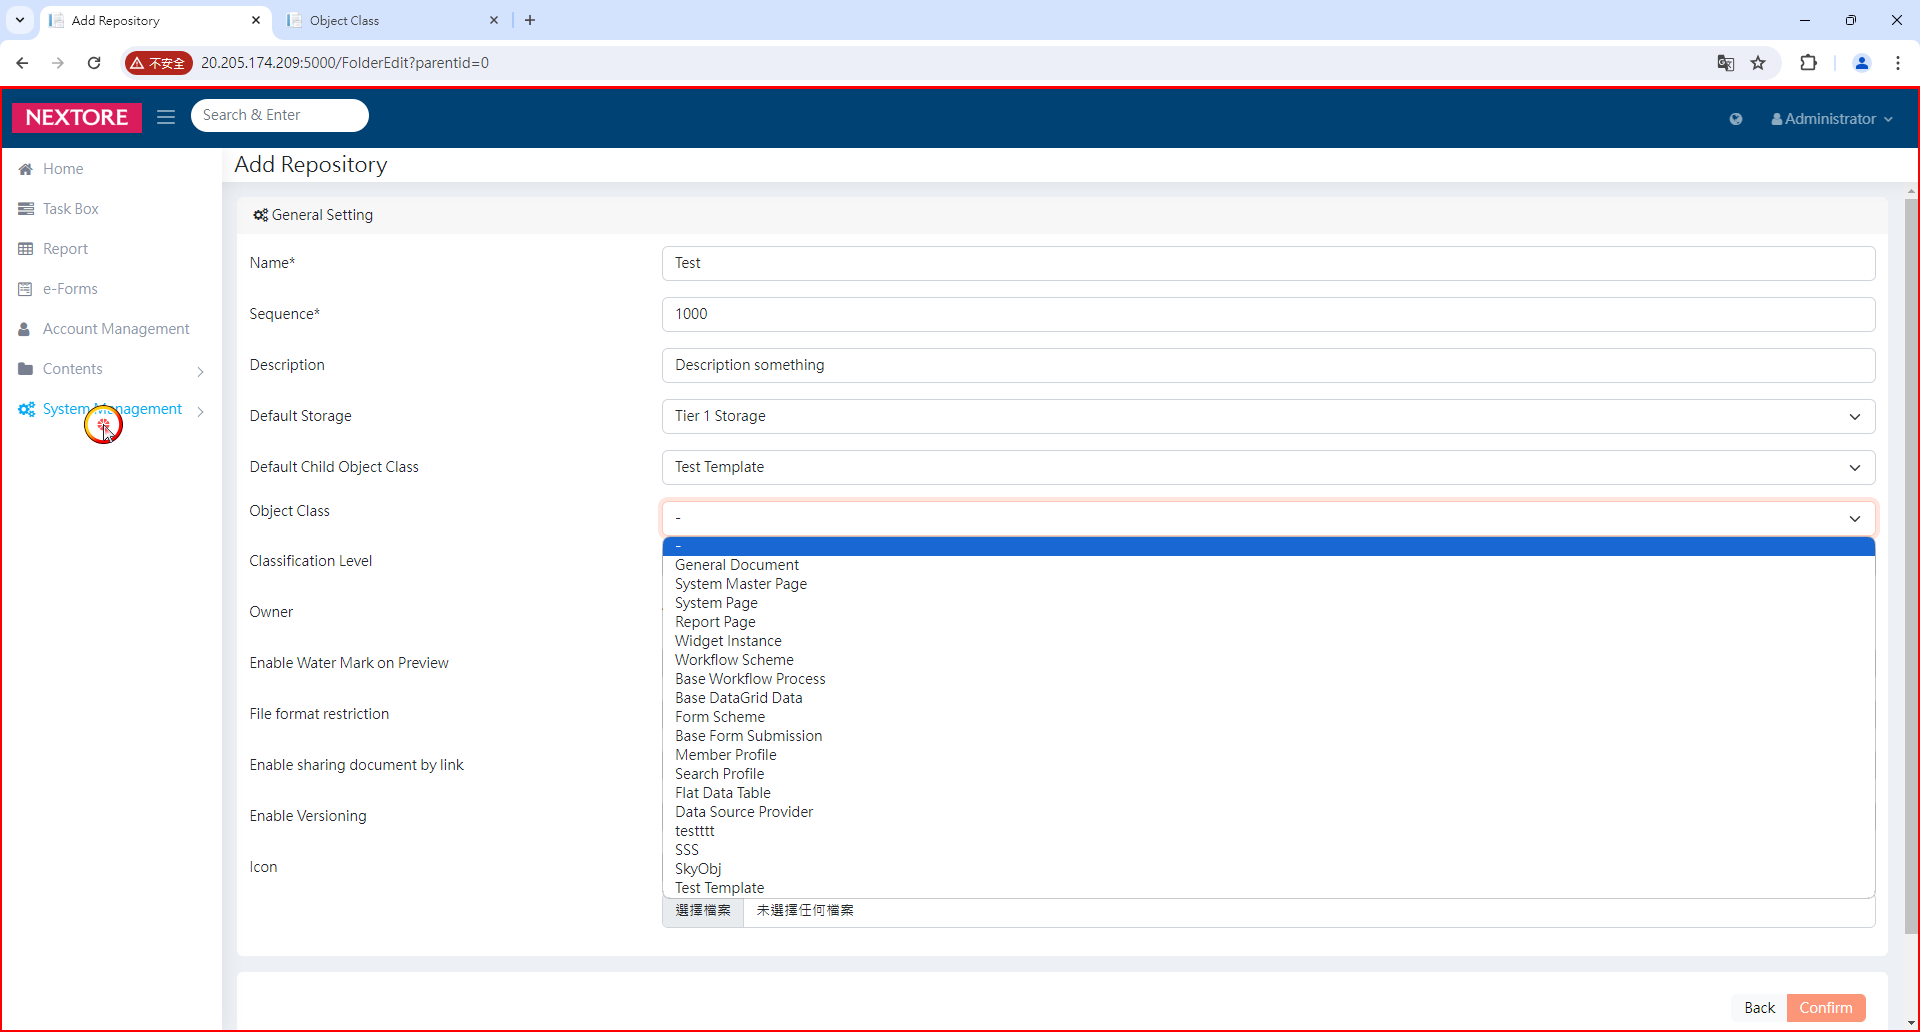 Add Repository
Object Class
不安全
20.205.174.209:5000/FolderEdit?parentid=0
NEXTORE
Search & Enter
Administrator
Home
Task Box
Report
e-Forms
Account Management
Contents
System Management
Add Repository
General Setting
Name*
Test
Sequence*
1000
Description
Description something
Default Storage
Tier 1 Storage
Default Child Object Class
Test Template
Object Class
-
-
General Document
System Master Page
System Page
Report Page
Widget Instance
Workflow Scheme
Base Workflow Process
Base DataGrid Data
Form Scheme
Base Form Submission
Member Profile
Search Profile
Flat Data Table
Data Source Provider
testttt
SSS
SkyObj
Test Template
Classification Level
Owner
Enable Water Mark on Preview
File format restriction
Enable sharing document by link
Enable Versioning
Icon
選擇檔案 未選擇任何檔案
Back
Confirm